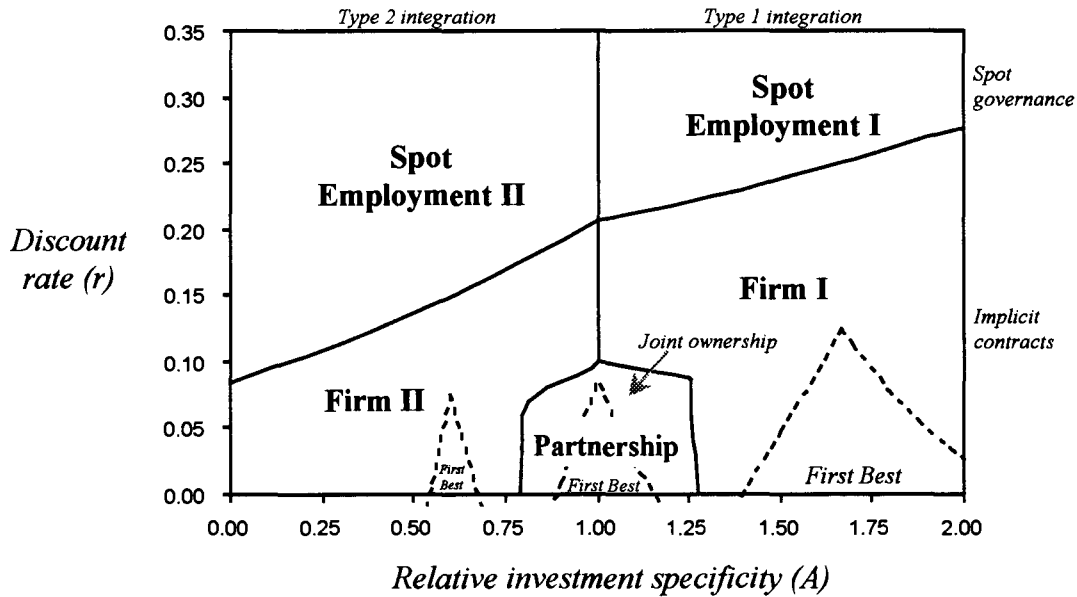 Type 2 integration
Type 1 integration
0.35
0.30
0.25
0.20
0.15
0.10
0.05
0.00
Discount
rate (r)
Spot
Employment II
Spot
Employment I
Spot
governance
Firm I
Implicit
contracts
Joint ownership
Firm II
Partnership
First
Best
First Best
First Best
0.00
0.25
0.50
0.75
1.00
1.25
1.50
1.75
2.00
Relative investment specificity (A)